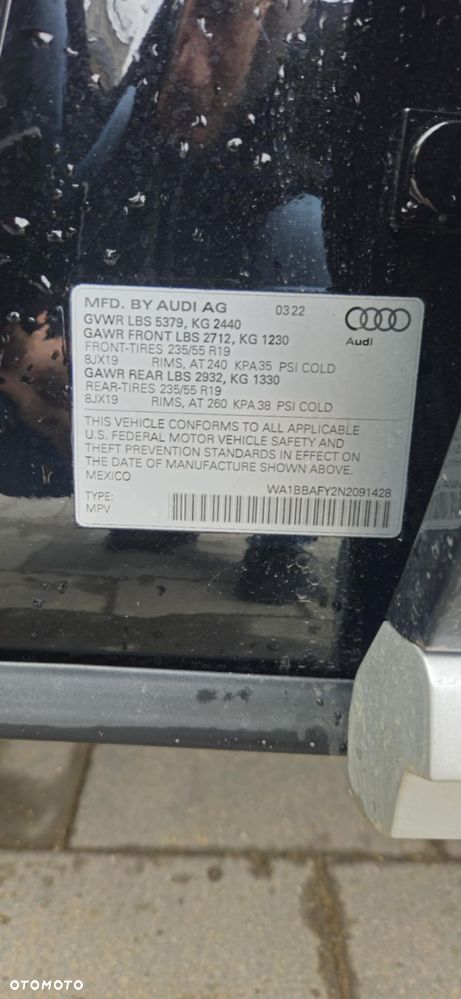 MFD. BY AUDI AG 03.22
GVWR LBS 5379, KG 2440
GAWR FRONT LBS 2712, KG 1230
Audi
FRONT-TIRES 235/55 R19
8JX19 RIMS, AT 240 KPA 35 PSI COLD
GAWR REAR LBS 2932, KG 1330
REAR-TIRES 235/55 R19
8JX19 RIMS, AT 260 KPA 38 PSI COLD
THIS VEHICLE CONFORMS TO ALL APPLICABLE
U.S. FEDERAL MOTOR VEHICLE SAFETY AND
THEFT PREVENTION STANDARDS IN EFFECT ON
THE DATE OF MANUFACTURE SHOWN ABOVE.
MEXICO
WA1BBAFY2N2091428
TYPE:
MPV
OTOMOTO